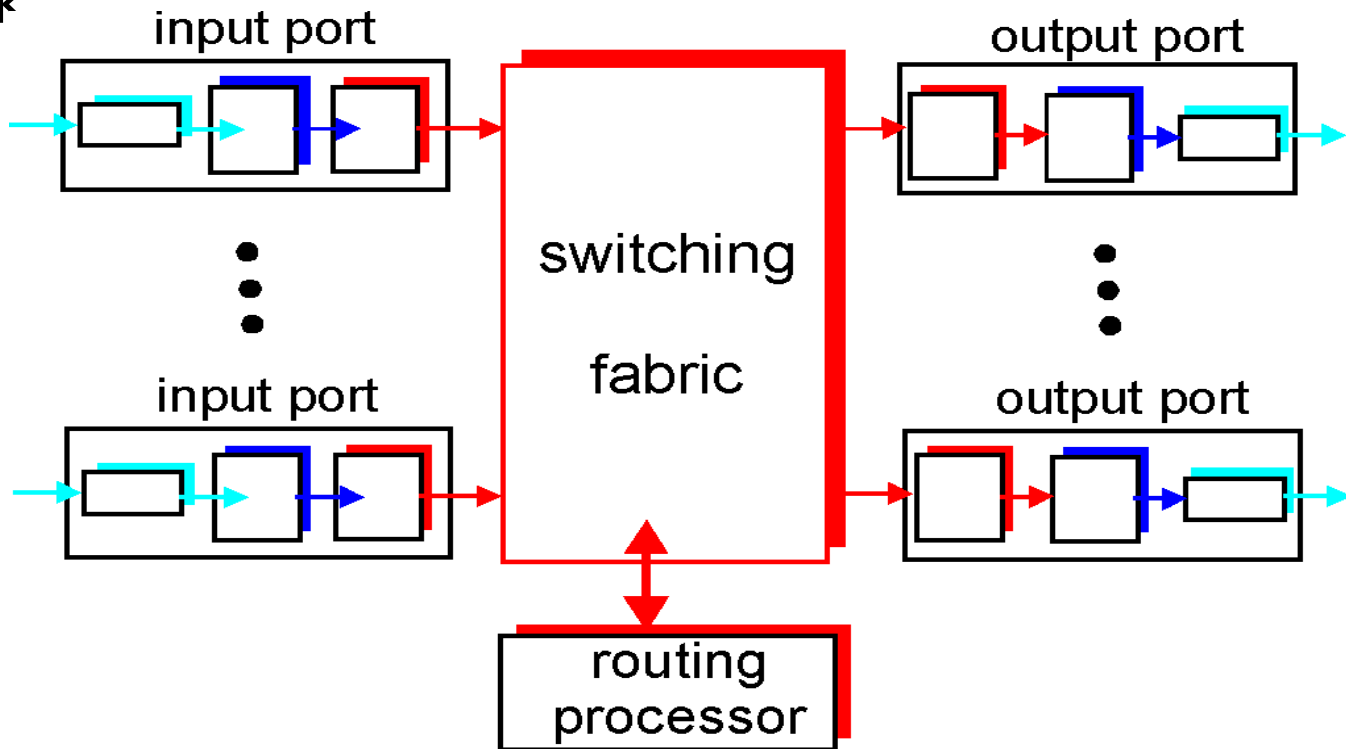 input port
output port
switching
fabric
input port
output port
routing
processor